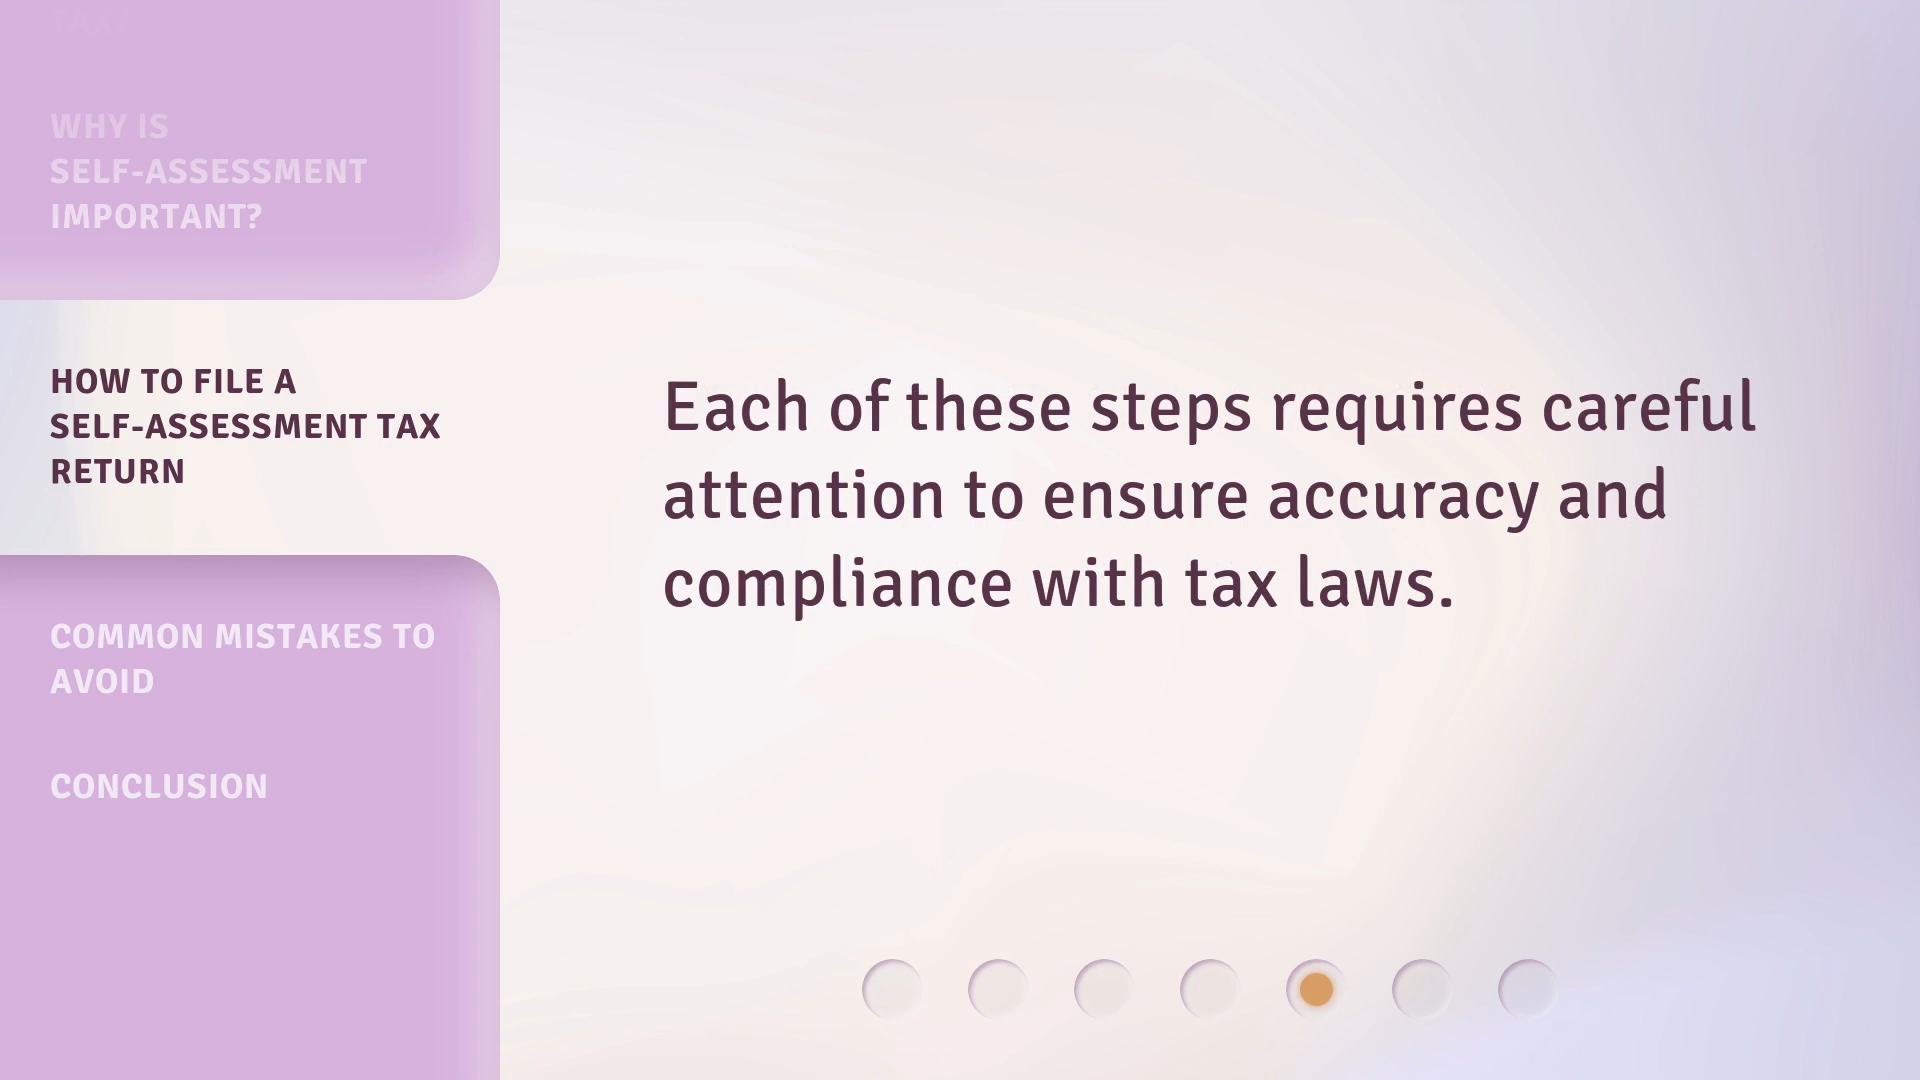 WHY IS
SELF-ASSESSMENT
IMPORTANT?
HOW TO FILE A
SELF-ASSESSMENT TAX
RETURN
COMMON MISTAKES TO
AVOID
CONCLUSION
Each of these steps requires careful
attention to ensure accuracy and
compliance with tax laws.